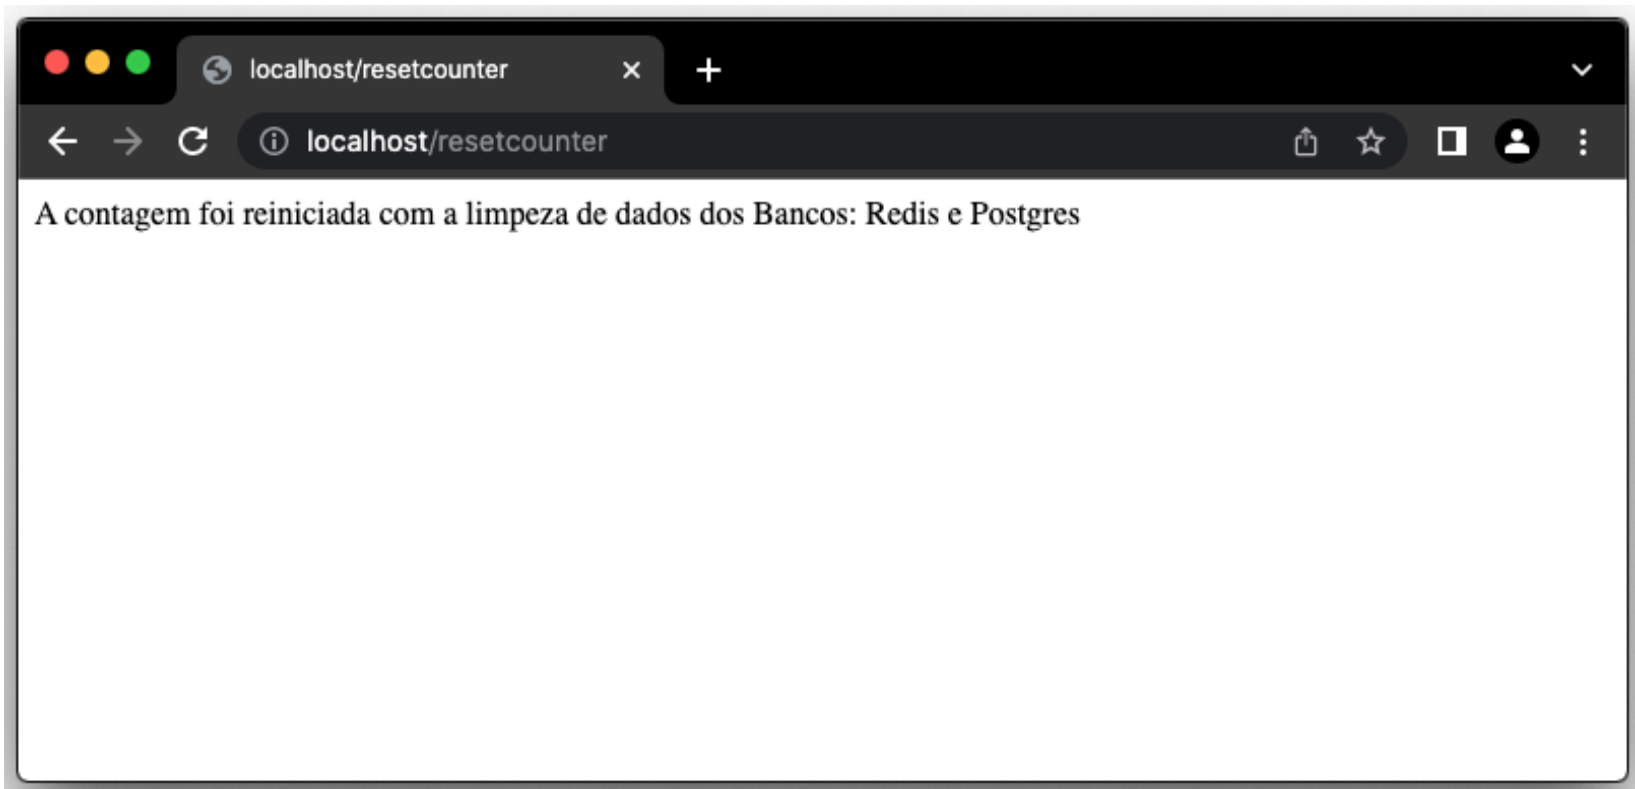 localhost/resetcounter
localhost/resetcounter
A contagem foi reiniciada com a limpeza de dados dos Bancos: Redis e Postgres